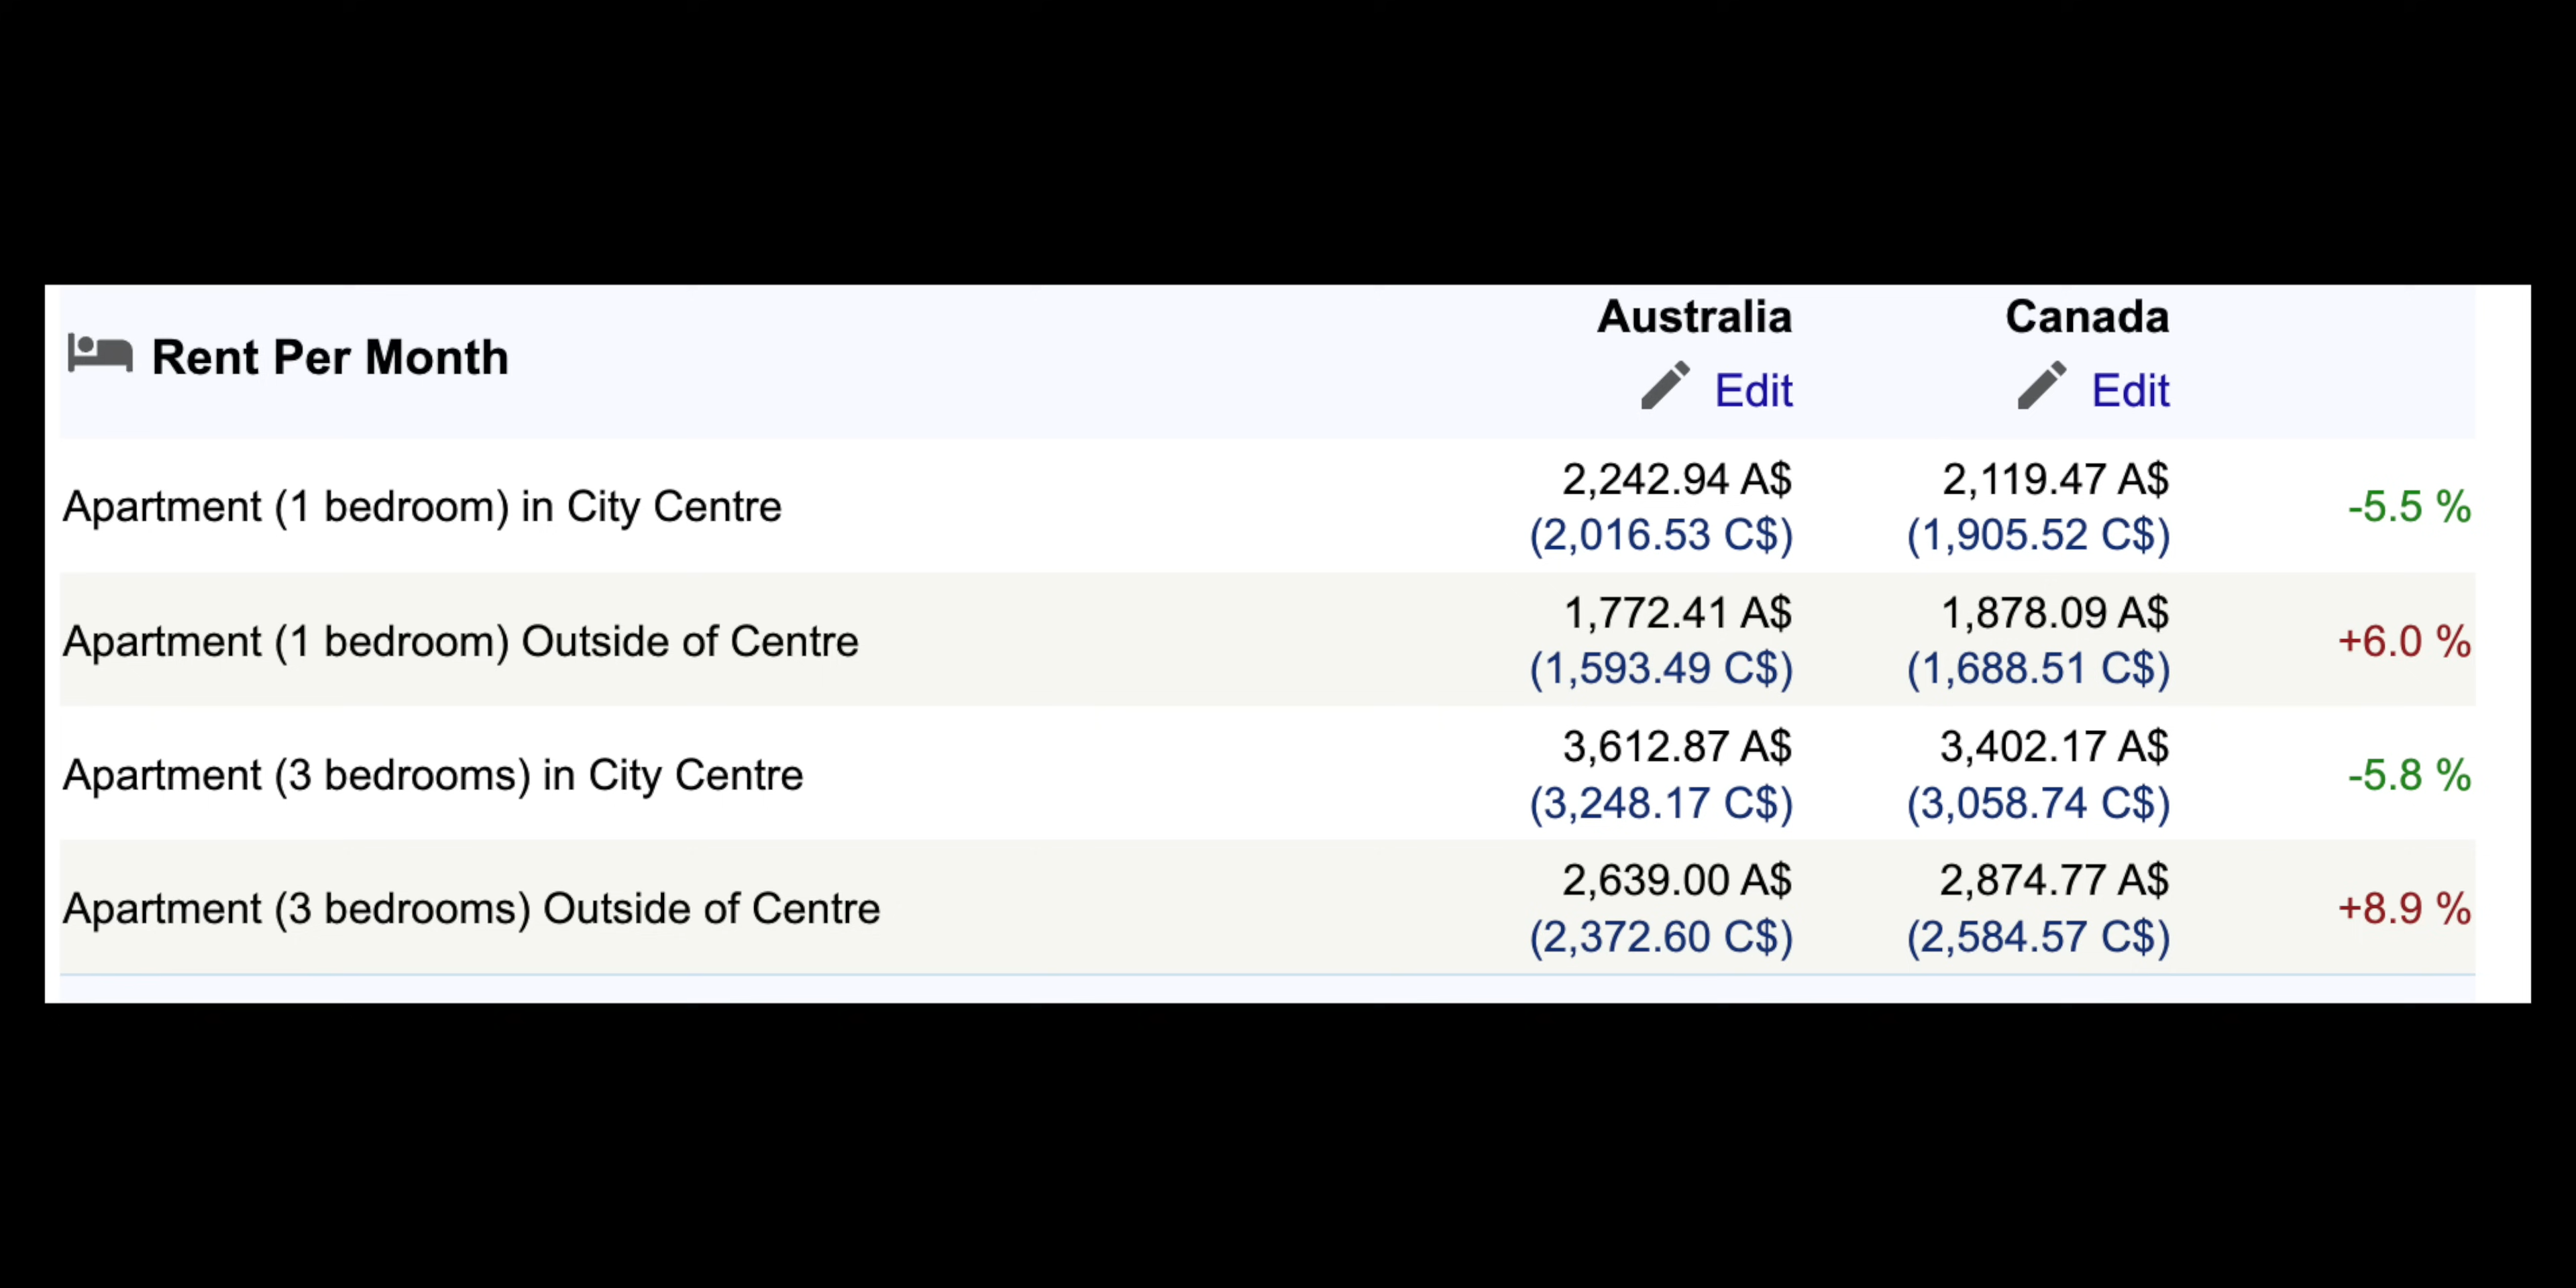 Rent Per Month
Australia
Edit
Canada
Edit
Apartment (1 bedroom) in City Centre
2,242.94 A$
(2,016.53 C$)
2,119.47 A$
(1,905.52 C$)
-5.5 %
Apartment (1 bedroom) Outside of Centre
1,772.41 A$
(1,593.49 C$)
1,878.09 A$
(1,688.51 C$)
+6.0 %
Apartment (3 bedrooms) in City Centre
3,612.87 A$
(3,248.17 C$)
3,402.17 A$
(3,058.74 C$)
-5.8 %
Apartment (3 bedrooms) Outside of Centre
2,639.00 A$
(2,372.60 C$)
2,874.77 A$
(2,584.57 C$)
+8.9 %